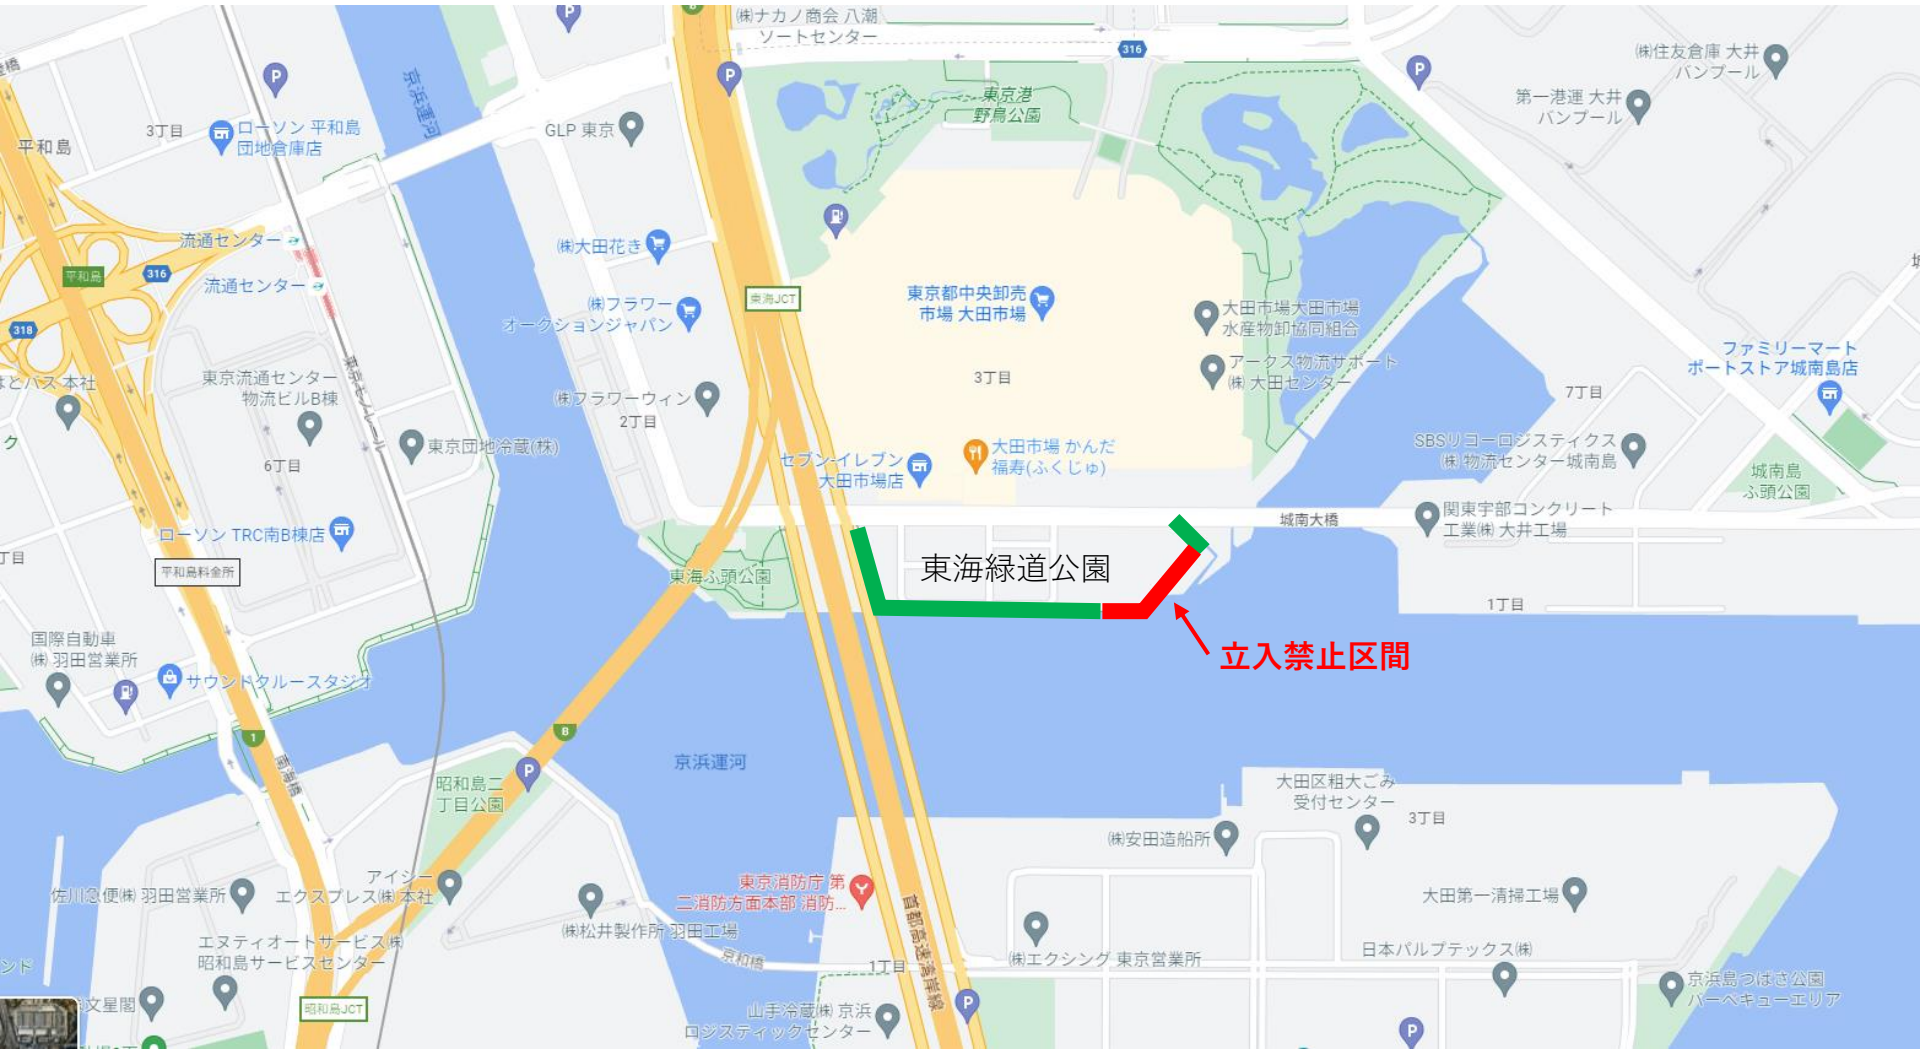 ㈱ナカノ商会 八潮
ソートセンター
316
㈱住友倉庫 大井
バンプール
第一港運 大井
バンプール
京浜運河
東京港
野鳥公園
GLP 東京
3丁目
平和島
ローソン 平和島
団地倉庫店
流通センター
平和島
316
流通センター
318
㈱大田花き
㈱フラワー
オークションジャパン
東海JCT
東京都中央卸売
市場 大田市場
大田市場大田市場
水産物卸協同組合
アークス物流サポート
㈱ 大田センター
3丁目
ファミリーマート
ポートストア城南島店
7丁目
はとバス 本社
東京流通センター
物流ビルB棟
東京モノレール
㈱フラワーウィン
2丁目
東京団地冷蔵(株)
6丁目
セブン-イレブン
大田市場店
大田市場 かんだ
福寿(ふくじゅ)
SBSリコーロジスティクス
㈱ 物流センター城南島
城南島
ふ頭公園
ローソン TRC南B棟店
城南大橋
関東宇部コンクリート
工業㈱ 大井工場
丁目
平和島料金所
東海ふ頭公園
東海緑道公園
1丁目
立入禁止区間
国際自動車
㈱ 羽田営業所
サウンドクルースタジオ
1
B
南海橋
京浜運河
昭和島二
丁目公園
大田区粗大ごみ
受付センター
3丁目
㈱安田造船所
佐川急便㈱ 羽田営業所
アイシー
エクスプレス㈱ 本社
東京消防庁 第
二消防方面本部 消防...
首都高速湾岸線
大田第一清掃工場
㈱松井製作所 羽田工場
エヌティオートサービス㈱
昭和島サービスセンター
京和橋
1丁目
㈱エクシング 東京営業所
日本パルプテックス㈱
京浜島つばさ公園
バーベキューエリア
ンド
文星閣
昭和島JCT
山手冷蔵㈱ 京浜
ロジスティックセンター